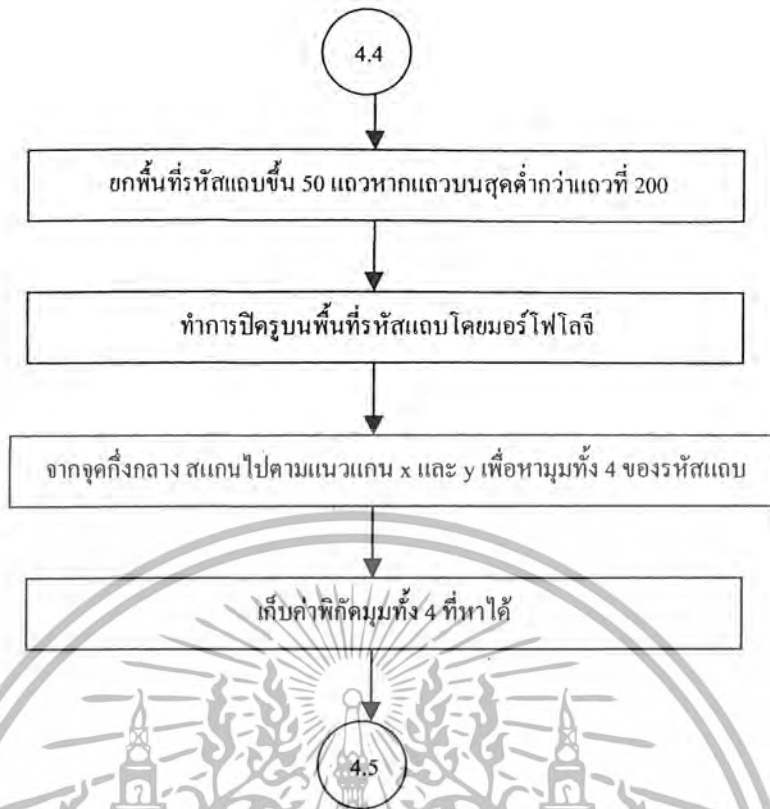 4.4
ยกพื้นที่รหัสแถบขึ้น 50 แถวหากแถวบนสุดต่ำกว่าแถวที่ 200
ทำการปิดรูบนพื้นที่รหัสแถบโดยมอร์โฟโลจี
จากจุดกึ่งกลาง สแกนไปตามแนวแกน x และ y เพื่อหามุมทั้ง 4 ของรหัสแถบ
เก็บค่าพิกัดมุมทั้ง 4 ที่หาได้
4.5